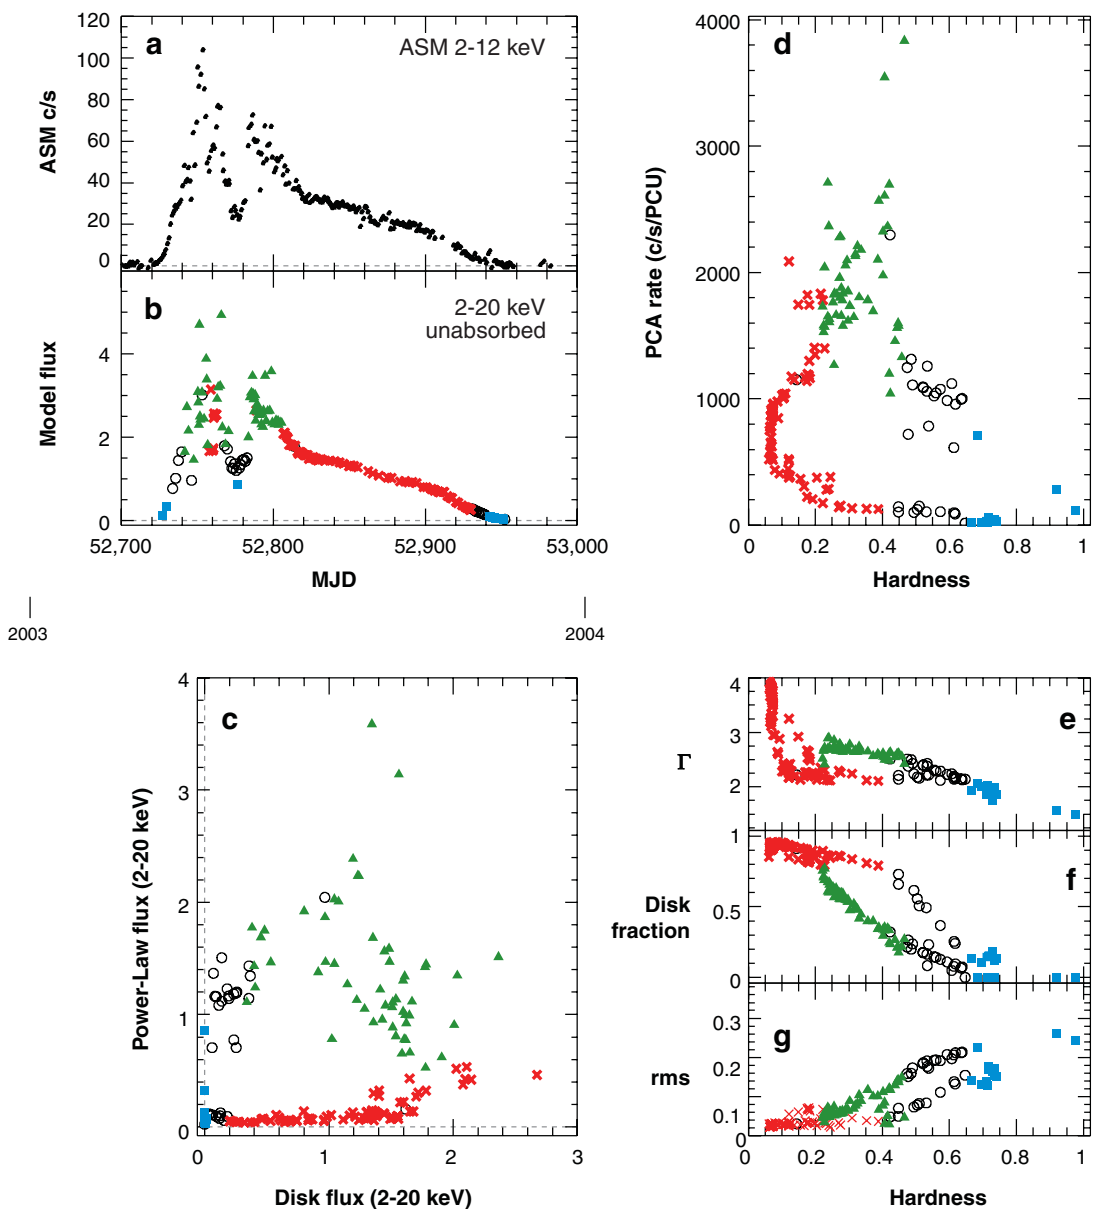 a
ASM 2-12 keV
ASM c/s
120
100
80
60
40
20
0
b
2-20 keV
unabsorbed
Model flux
4
2
0
52,700
52,800
52,900
53,000
MJD
2003
2004
d
PCA rate (c/s/PCU)
4000
3000
2000
1000
0
0
0.2
0.4
0.6
0.8
1
Hardness
c
Power-Law flux (2-20 keV)
4
3
2
1
0
0
1
2
3
Disk flux (2-20 keV)
e
Γ
4
3
2
f
Disk
fraction
1
0.5
0
g
rms
0.3
0.2
0.1
0
0
0.2
0.4
0.6
0.8
1
Hardness